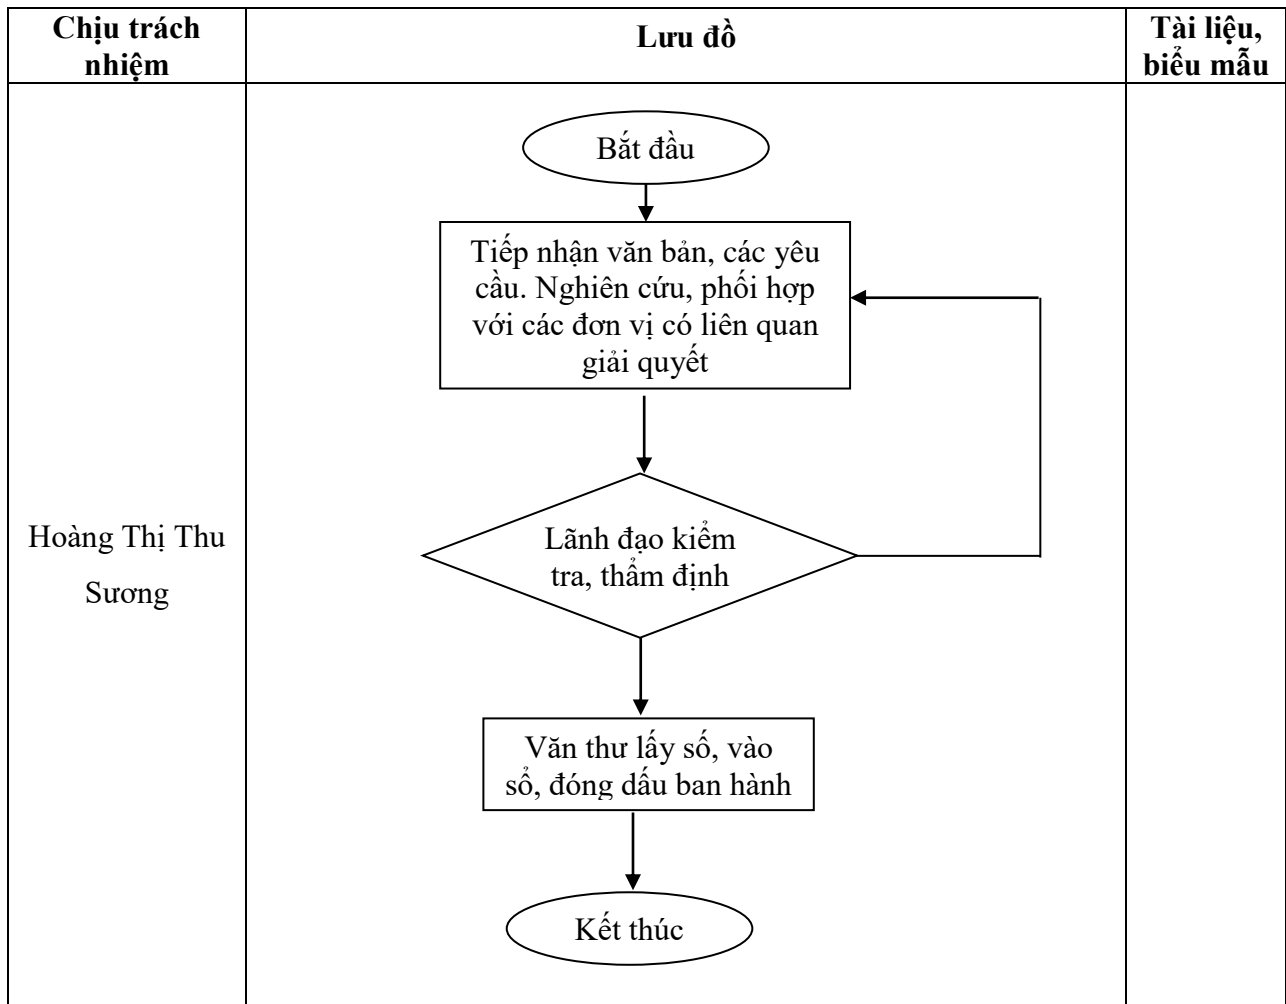 Chịu trách
nhiệm
Lưu đồ
Tài liệu,
biểu mẫu
Bắt đầu
Tiếp nhận văn bản, các yêu
cầu. Nghiên cứu, phối hợp
với các đơn vị có liên quan
giải quyết
Hoàng Thị Thu
Sương
Lãnh đạo kiểm
tra, thẩm định
Văn thư lấy số, vào
sổ, đóng dấu ban hành
Kết thúc